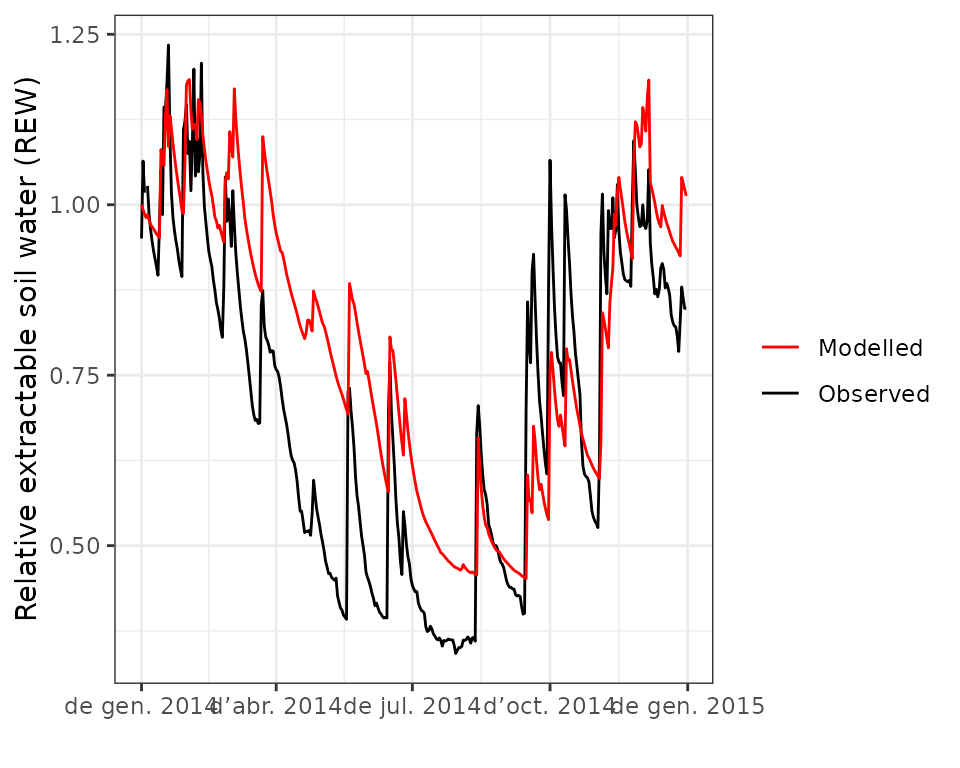 Relative extractable soil water (REW)
1.25
1.00
0.75
0.50
de gen. 2014
d’abr. 2014
de jul. 2014
d’oct. 2014
de gen. 2015
Modelled
Observed